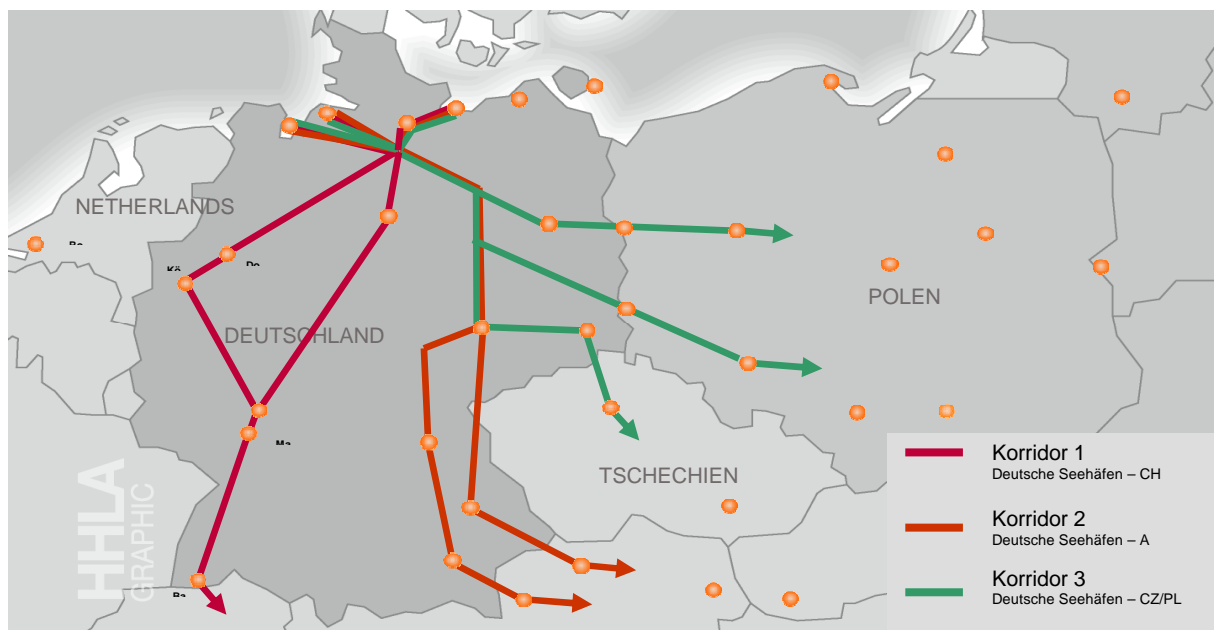 NETHERLANDS
POLEN
DEUTSCHLAND
TSCHECHIEN
HHLA
GRAPHIC
Korridor 1
Deutsche Seehäfen – CH
Korridor 2
Deutsche Seehäfen – A
Korridor 3
Deutsche Seehäfen – CZ/PL